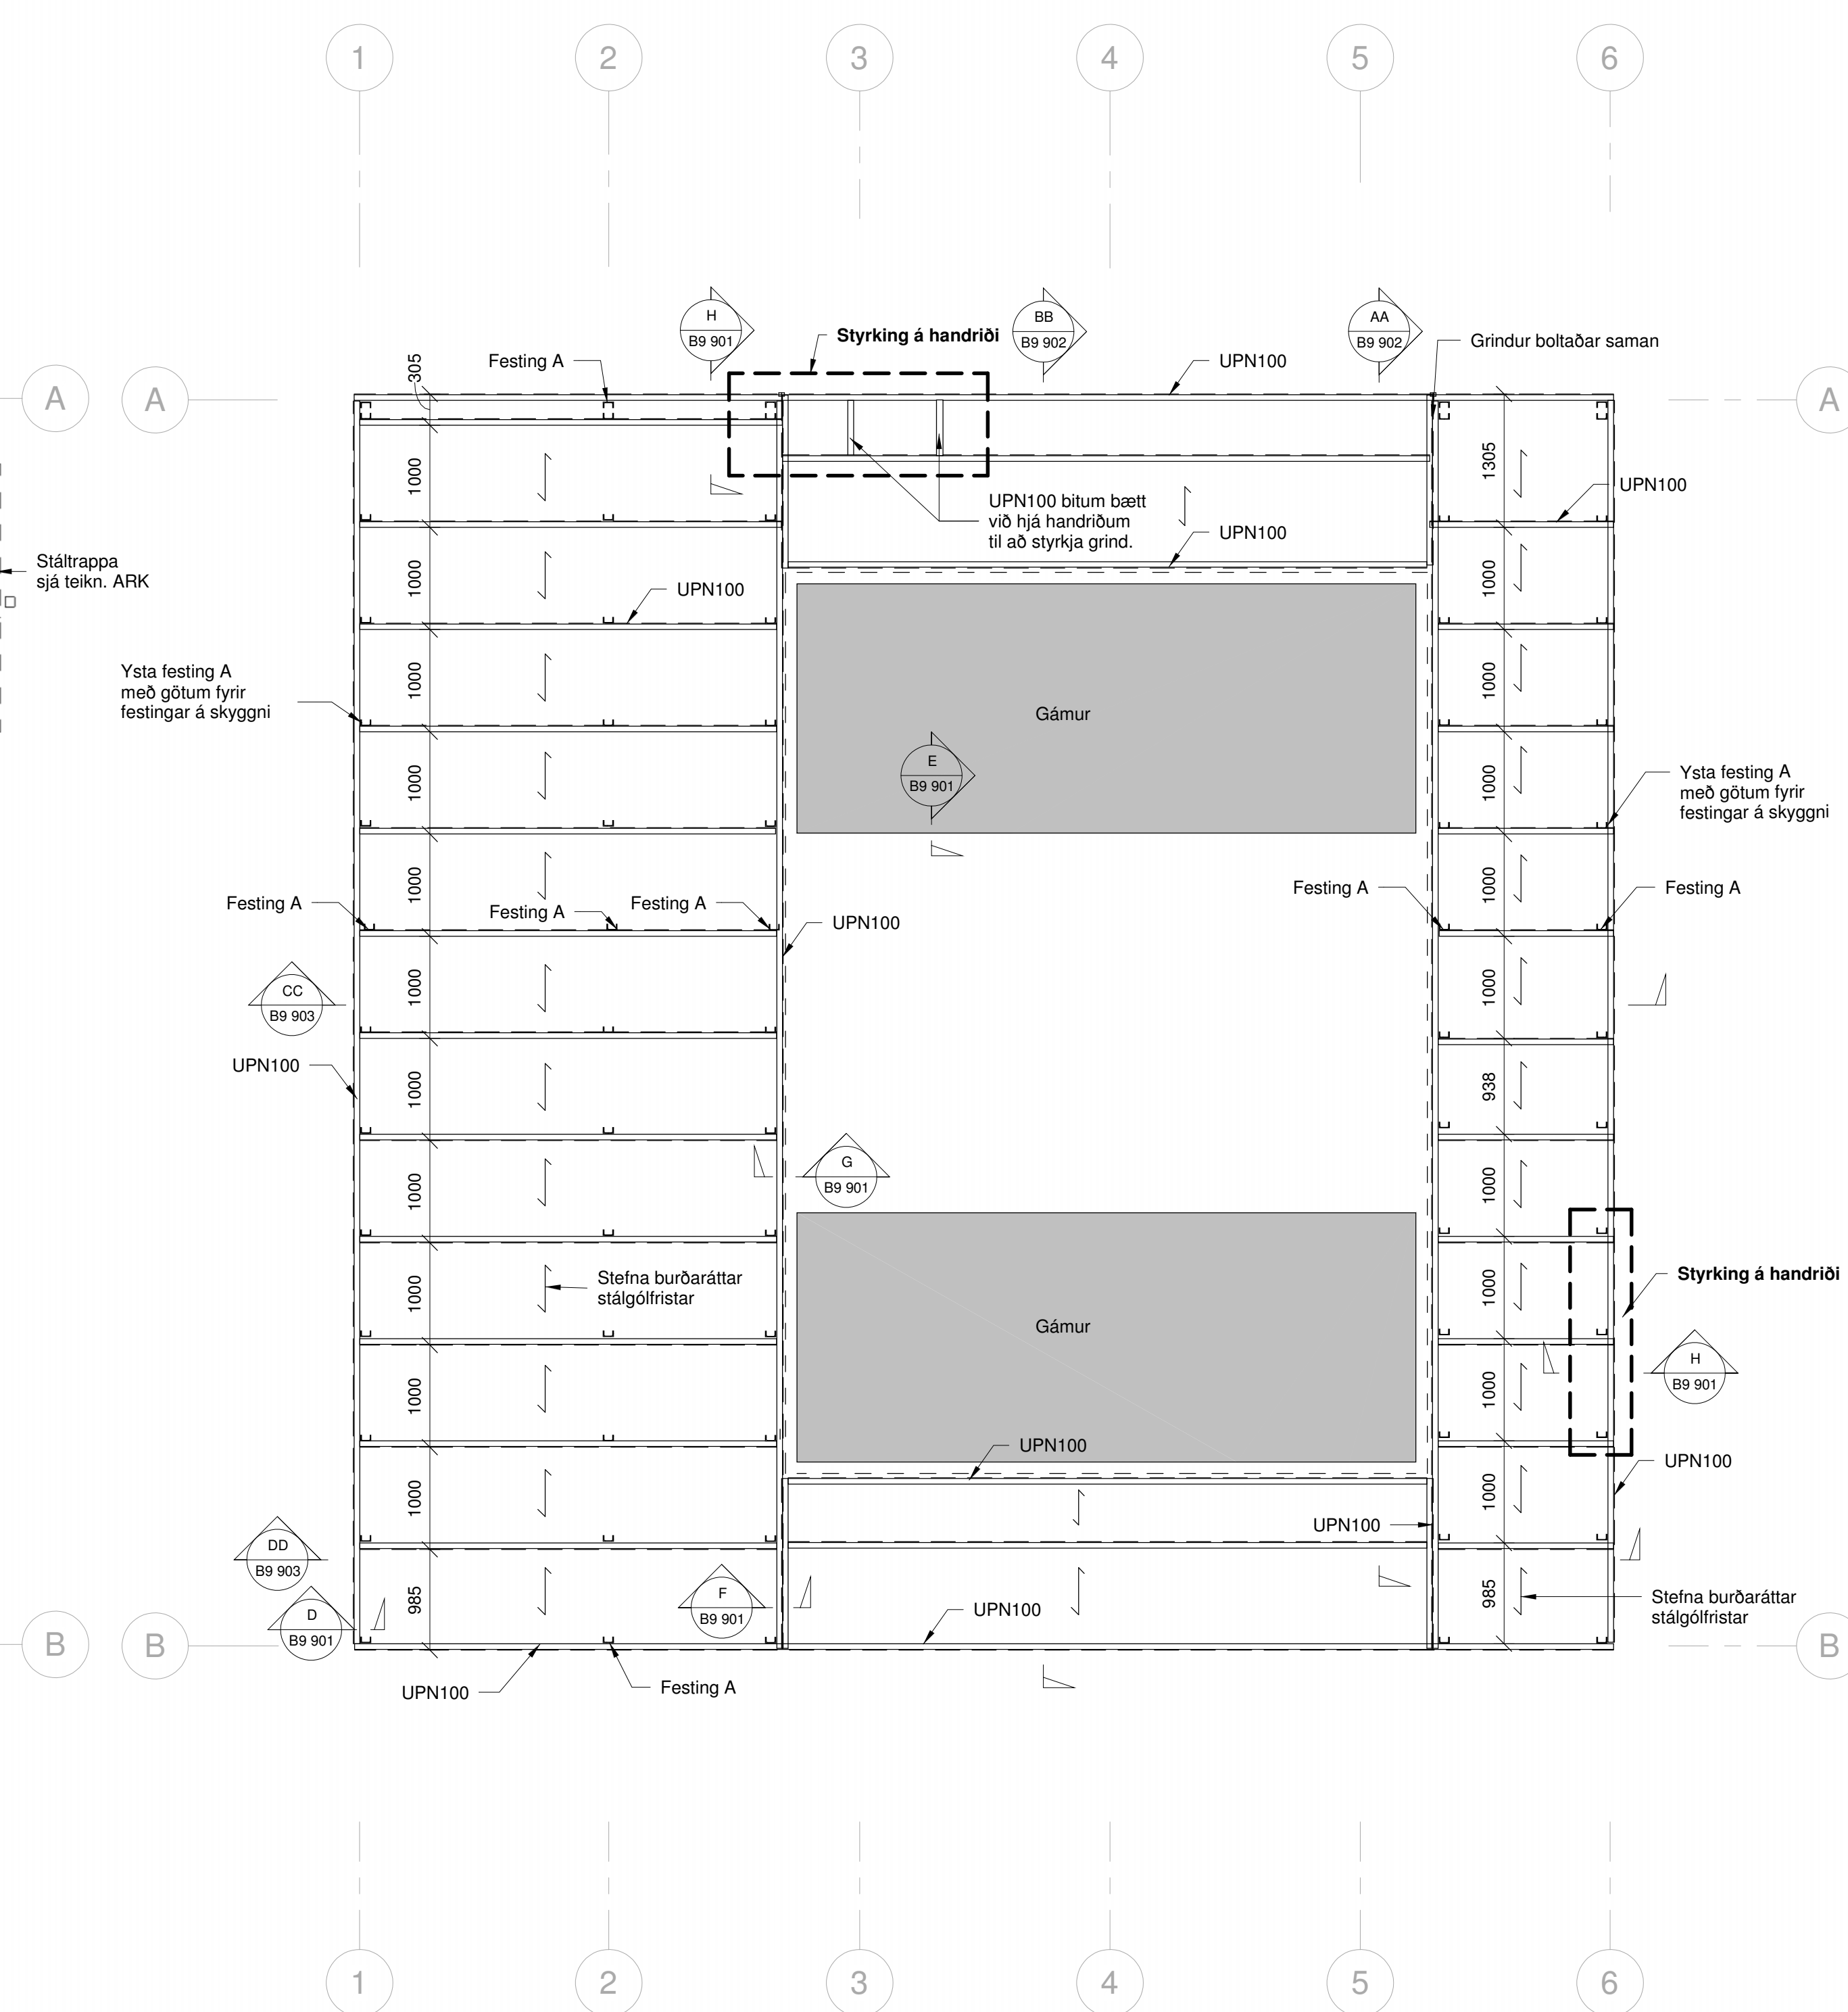 1
2
3
4
5
6
H
B9 901
Styrking á handriði
BB
B9 902
AA
B9 902
Grindur boltaðar saman
Festing A
UPN100
305
A
A
A
1000
1305
UPN100
UPN100 bitum bætt
við hjá handriðum
til að styrkja grind.
UPN100
Stáltrappa
sjá teikn. ARK
1000
1000
UPN100
Ysta festing A
með götum fyrir
festingar á skyggni
1000
1000
Gámur
E
B9 901
1000
1000
Ysta festing A
með götum fyrir
festingar á skyggni
1000
1000
Festing A
Festing A
Festing A
Festing A
Festing A
UPN100
CC
B9 903
1000
1000
UPN100
1000
938
G
B9 901
1000
1000
Stefna burðaráttar
stálgólfristar
1000
1000
Styrking á handriði
Gámur
H
B9 901
1000
1000
UPN100
UPN100
1000
1000
UPN100
DD
B9 903
D
B9 901
985
F
B9 901
UPN100
985
Stefna burðaráttar
stálgólfristar
B
B
B
UPN100
Festing A
1
2
3
4
5
6